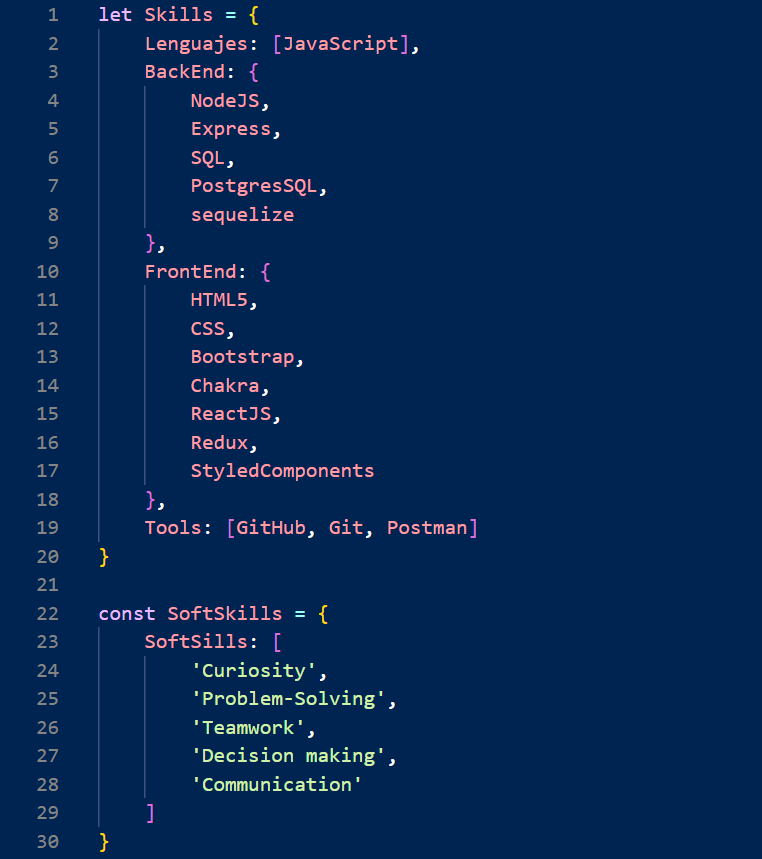 1 let Skills = {
2     Lenguajes: [JavaScript],
3     BackEnd: {
4         NodeJS,
5         Express,
6         SQL,
7         PostgresSQL,
8         sequelize
9     },
10     FrontEnd: {
11         HTML5,
12         CSS,
13         Bootstrap,
14         Chakra,
15         ReactJS,
16         Redux,
17         StyledComponents
18     },
19     Tools: [GitHub, Git, Postman]
20 }
21
22 const SoftSkills = {
23     SoftSills: [
24         'Curiosity',
25         'Problem-Solving',
26         'Teamwork',
27         'Decision making',
28         'Communication'
29     ]
30 }